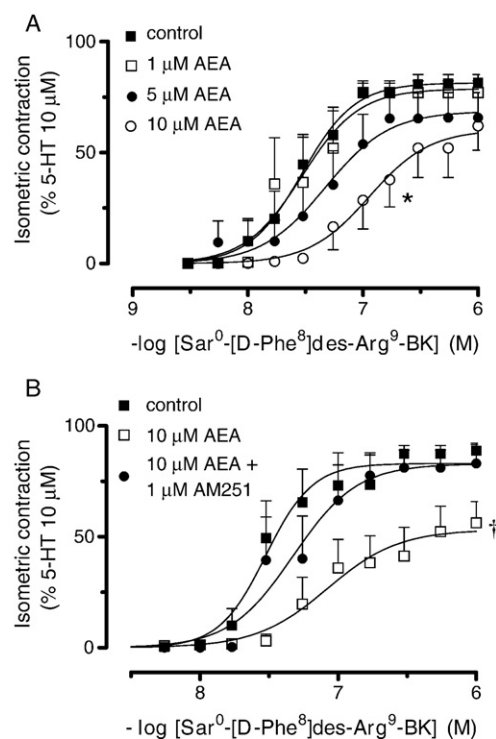 A
control
1 µM AEA
5 µM AEA
10 µM AEA
Isometric contraction
(% 5-HT 10 µM)
100
50
0
*
9 8 7 6
-log [Sar⁰-[D-Phe⁸]des-Arg⁹-BK] (M)
B
control
10 µM AEA
10 µM AEA +
1 µM AM251
Isometric contraction
(% 5-HT 10 µM)
100
50
0
†
8 7 6
- log [Sar⁰-[D-Phe⁸]des-Arg⁹-BK] (M)